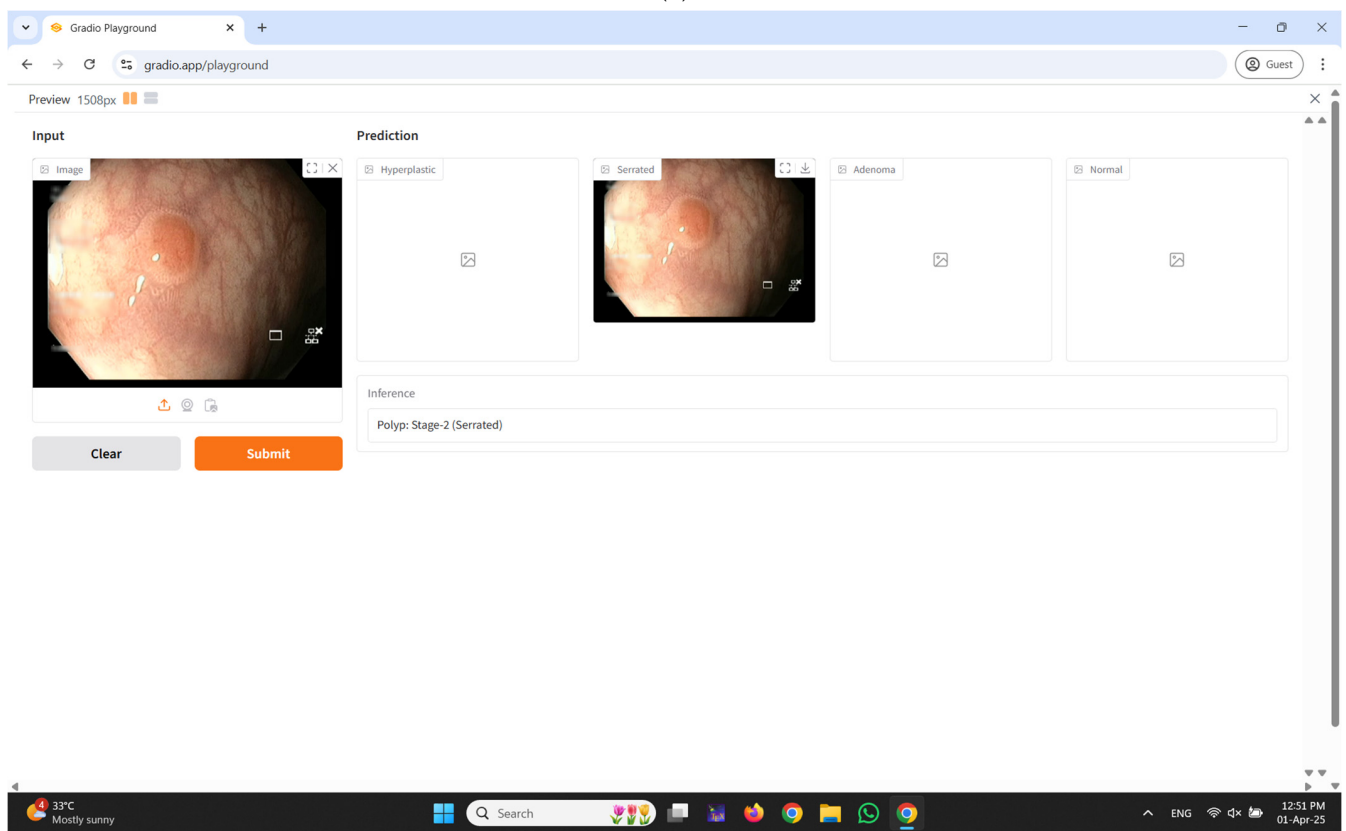 Gradio Playground
gradio.app/playground
Guest
Preview 1508px
Input
Prediction
Image
Hyperplastic
Serrated
Adenoma
Normal
Inference
Polyp: Stage-2 (Serrated)
Clear
Submit
4
33°C
Mostly sunny
Search
ENG
12:51 PM
01-Apr-25